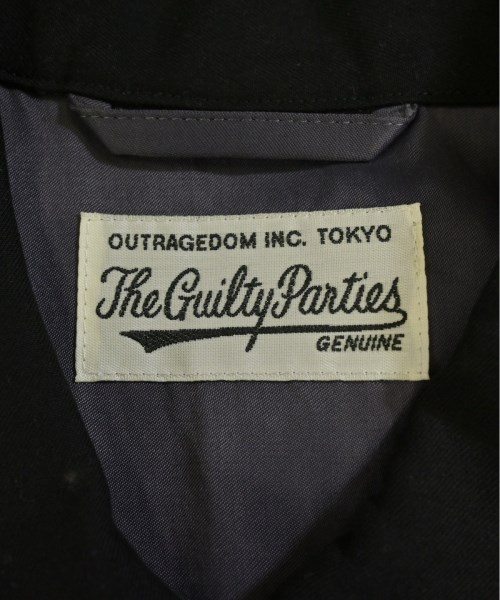 OUTRAGEDOM INC. TOKYO
The Guilty Parties
GENUINE